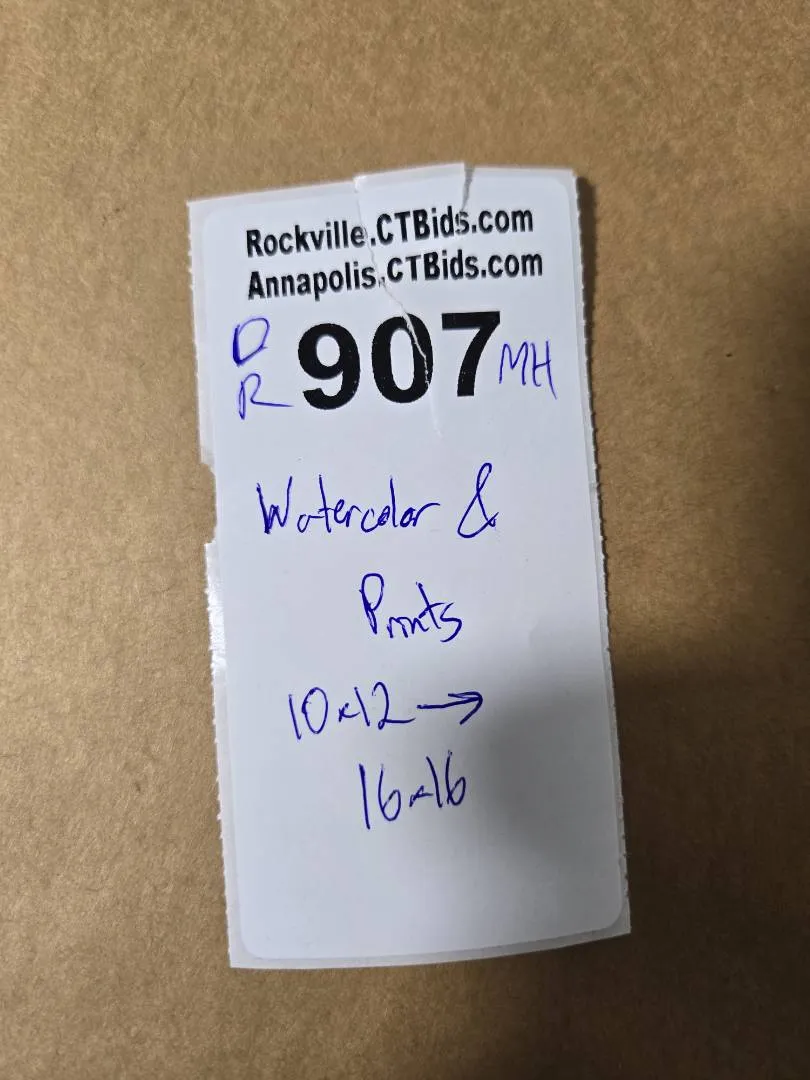 Rockville.CTBids.com
Annapolis.CTBids.com
D
R 907 MH
Watercolor &
Prints
10x12 →
16x16